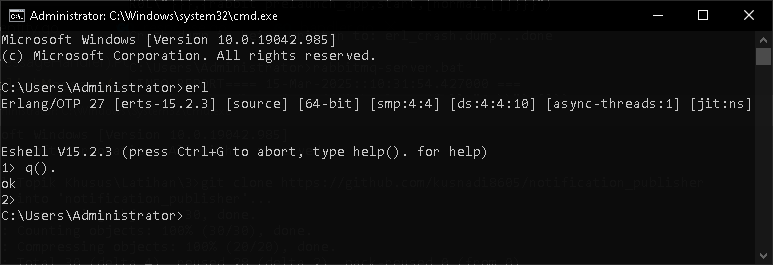 Administrator: C:\Windows\system32\cmd.exe
Microsoft Windows [Version 10.0.19042.985]
(c) Microsoft Corporation. All rights reserved.
C:\Users\Administrator>erl
Erlang/OTP 27 [erts-15.2.3] [source] [64-bit] [smp:4:4] [ds:4:4:10] [async-threads:1] [jit:ns]
Eshell V15.2.3 (press Ctrl+G to abort, type help(). for help)
1> q().
ok
2>
C:\Users\Administrator>